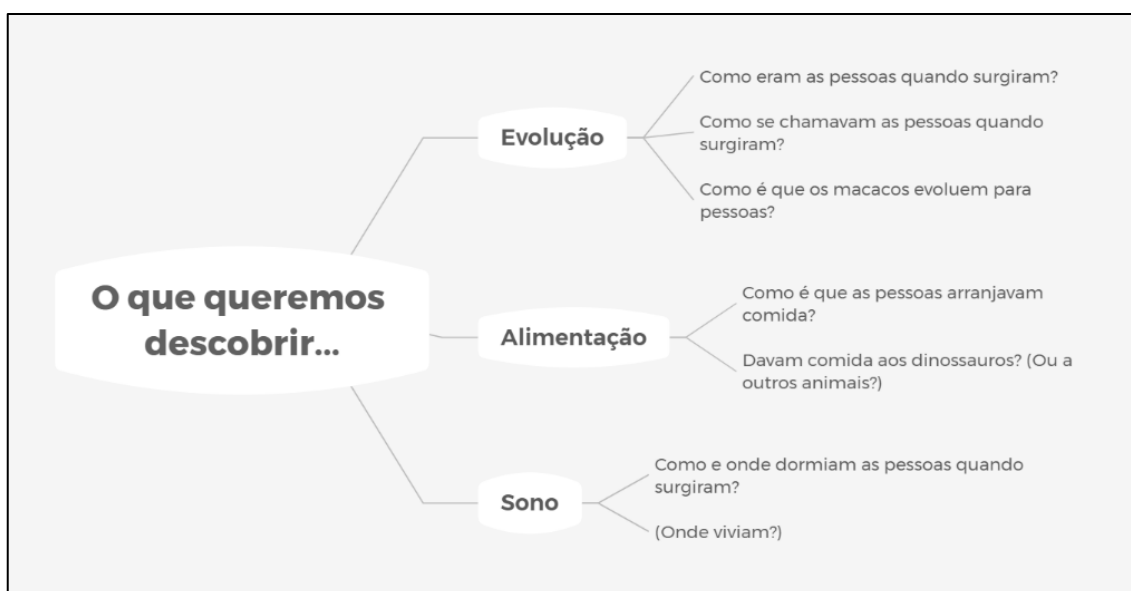 O que queremos
descobrir...
Evolução
Como eram as pessoas quando surgiram?
Como se chamavam as pessoas quando
surgiram?
Como é que os macacos evoluem para
pessoas?
Alimentação
Como é que as pessoas arranjavam
comida?
Davam comida aos dinossauros? (Ou a
outros animais?)
Sono
Como e onde dormiam as pessoas quando
surgiram?
(Onde viviam?)